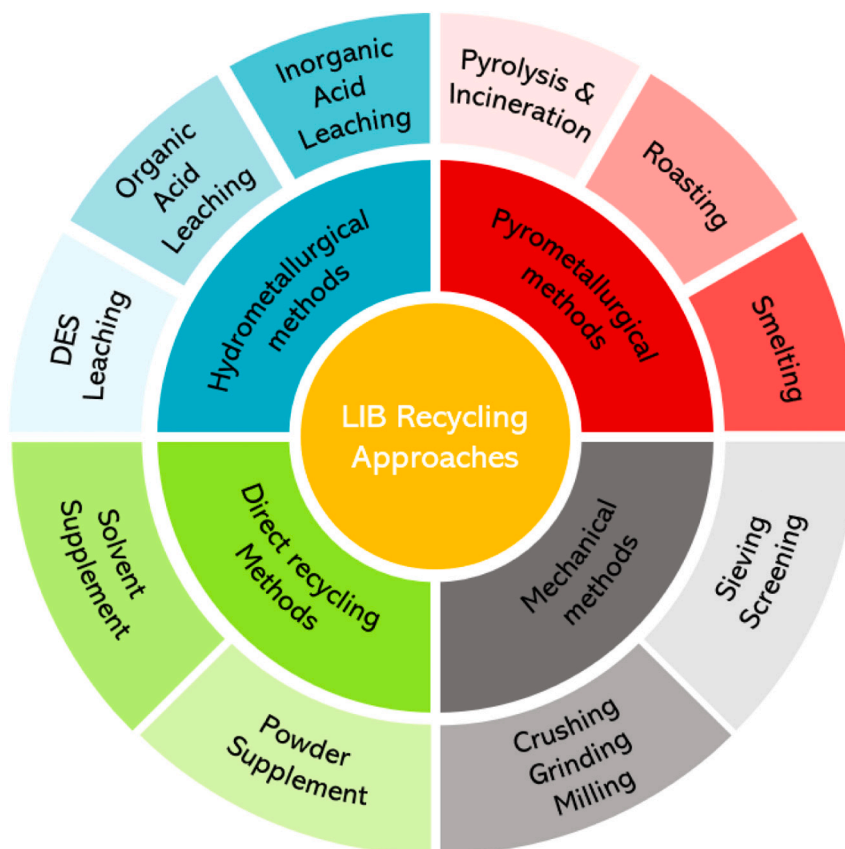 Inorganic
Acid
Leaching
Pyrolysis &
Incineration
Organic
Acid
Leaching
Roasting
DES
Leaching
Smelting
Hydrometallurgical
methods
Pyrometallurgical
methods
LIB Recycling
Approaches
Direct recycling
Methods
Mechanical
methods
Solvent
Supplement
Sieving
Screening
Powder
Supplement
Crushing
Grinding
Milling